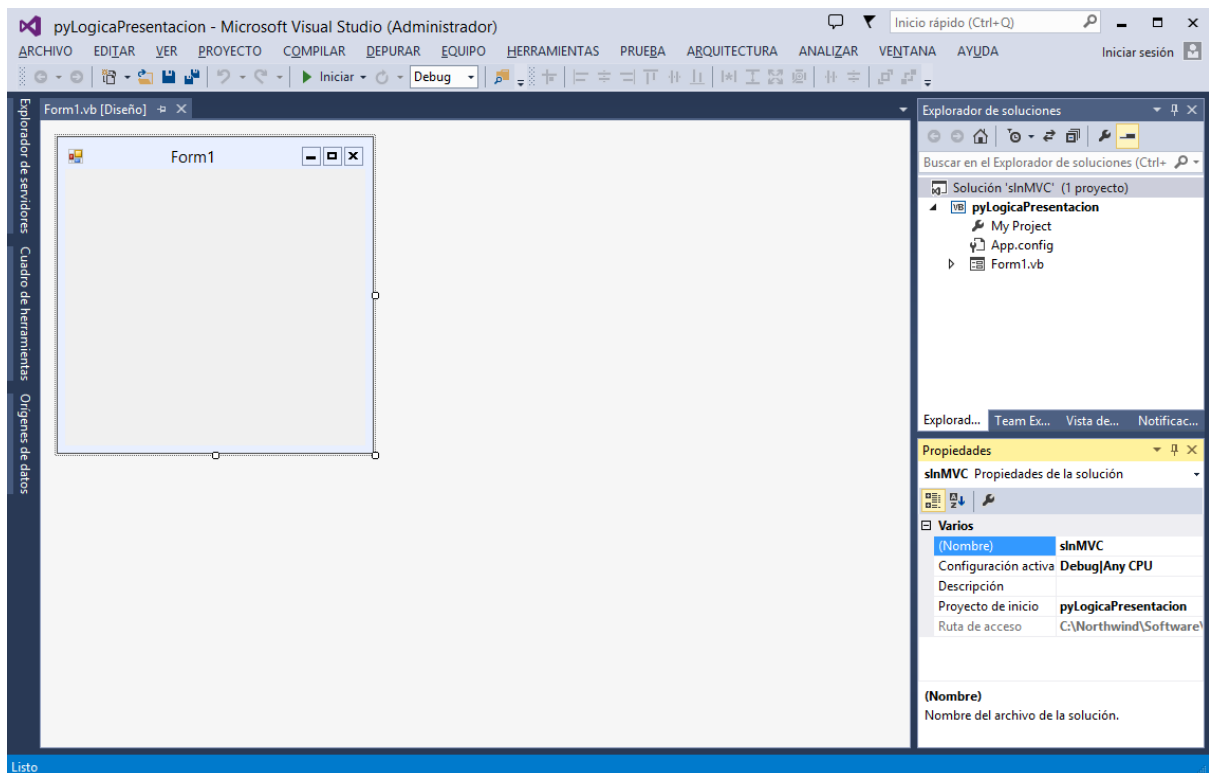 pyLogicaPresentacion - Microsoft Visual Studio (Administrador)
Inicio rápido (Ctrl+Q)
ARCHIVO EDITAR VER PROYECTO COMPILAR DEPURAR EQUIPO HERRAMIENTAS PRUEBA ARQUITECTURA ANALIZAR VENTANA AYUDA
Iniciar sesión
Iniciar
Debug
Explorador de servidores
Cuadro de herramientas
Orígenes de datos
Form1.vb [Diseño]
Form1
Explorador de soluciones
Buscar en el Explorador de soluciones (Ctrl+
Solución 'slnMVC' (1 proyecto)
VB pyLogicaPresentacion
My Project
App.config
Form1.vb
Explorad... Team Ex... Vista de... Notificac...
Propiedades
slnMVC Propiedades de la solución
Varios
(Nombre) slnMVC
Configuración activa Debug|Any CPU
Descripción
Proyecto de inicio pyLogicaPresentacion
Ruta de acceso C:\Northwind\Software\
(Nombre)
Nombre del archivo de la solución.
Listo